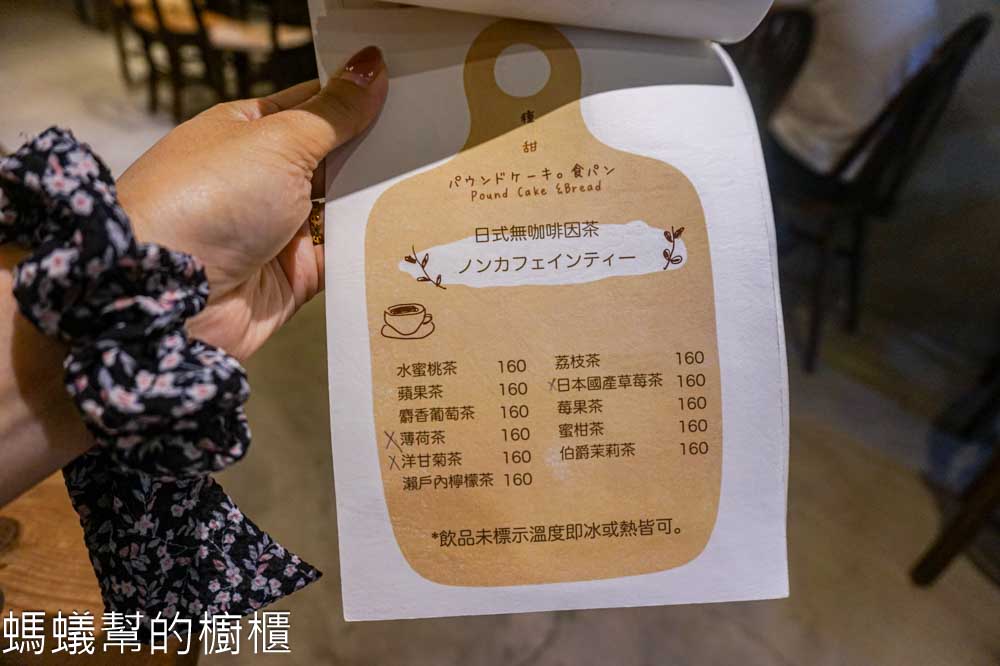 甜
パウンドケーキ。食パン
Pound Cake &Bread
日式無咖啡因茶
ノンカフェインティー
水蜜桃茶 160
蘋果茶 160
麝香葡萄茶 160
X薄荷茶 160
X洋甘菊茶 160
瀨戶內檸檬茶 160
荔枝茶 160
X日本國產草莓茶 160
莓果茶 160
蜜柑茶 160
伯爵茉莉茶 160
*飲品未標示溫度即冰或熱皆可。
螞蟻幫的櫥櫃